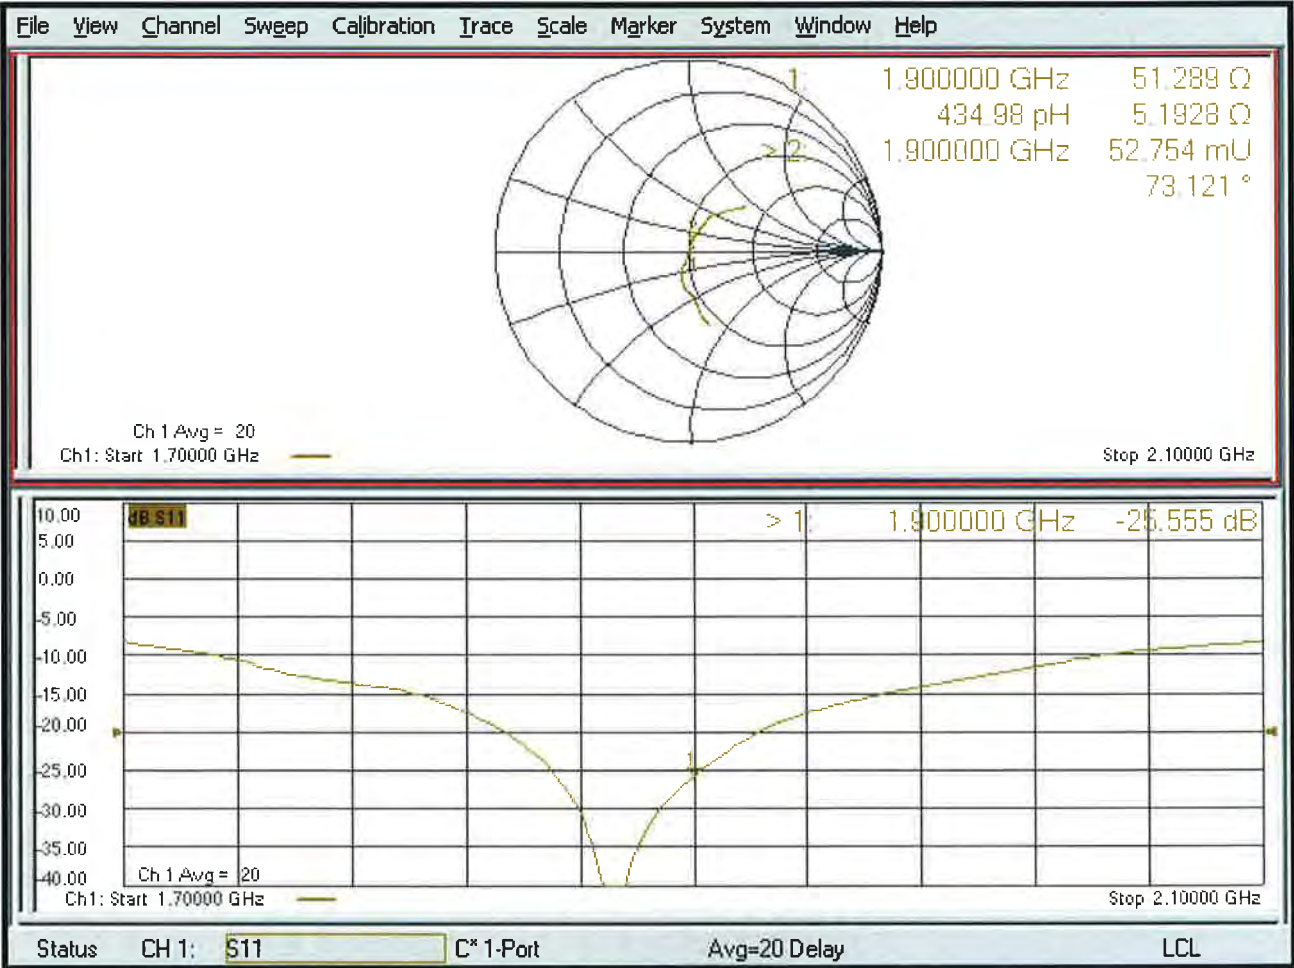 File View Channel Sweep Calibration Trace Scale Marker System Window Help
1: 1.900000 GHz 51.289 Ω
434.98 pH 5.1928 Ω
> 2: 1.900000 GHz 52.754 mU
73.121 °
Ch 1 Avg = 20
Ch1: Start 1.70000 GHz
Stop 2.10000 GHz
10.00
dB S11
> 1: 1.900000 GHz -25.555 dB
5.00
0.00
-5.00
-10.00
-15.00
-20.00
1
-25.00
-30.00
-35.00
-40.00
Ch 1 Avg = 20
Ch1: Start 1.70000 GHz
Stop 2.10000 GHz
Status CH 1: S11 C* 1-Port Avg=20 Delay LCL